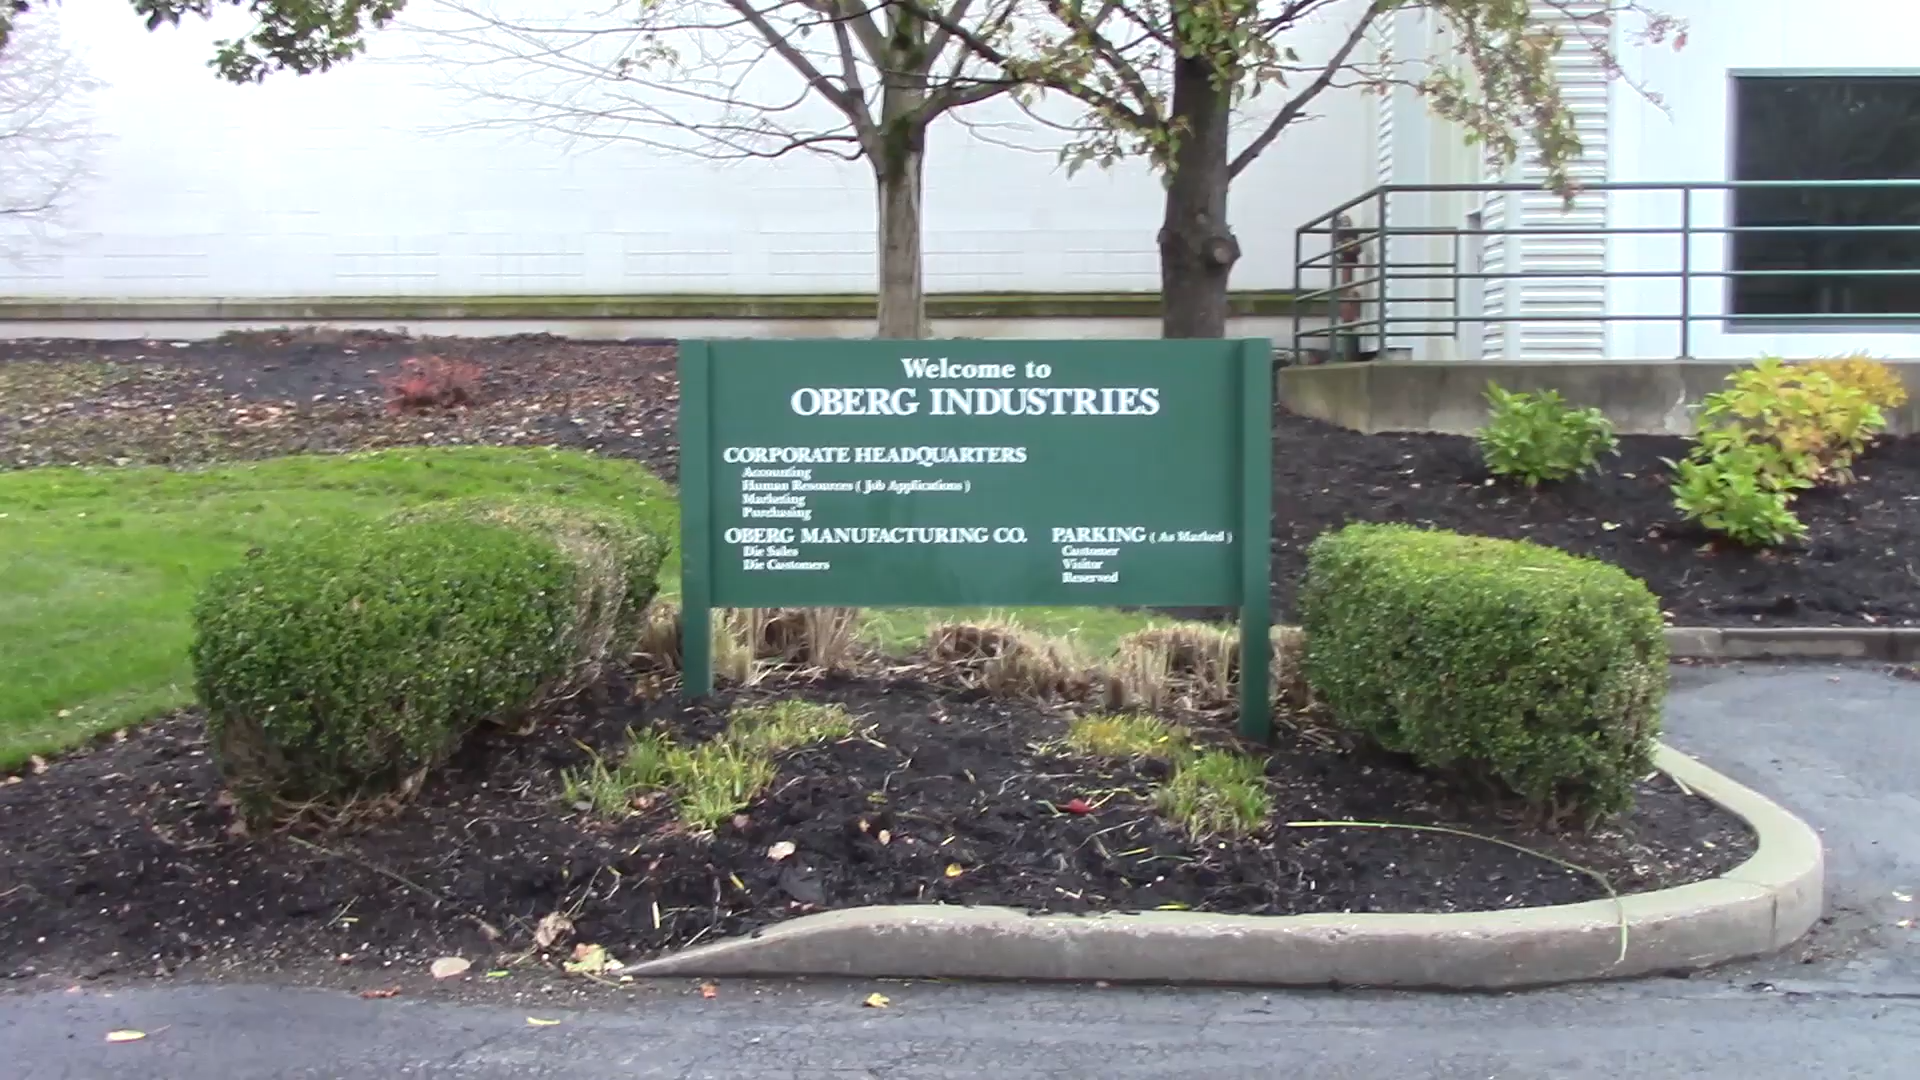 Welcome to
OBERG INDUSTRIES
CORPORATE HEADQUARTERS
Accounting
Human Resources ( Job Applications )
Marketing
Purchasing
OBERG MANUFACTURING CO.
Die Sales
Die Customers
PARKING ( As Marked )
Customer
Visitor
Reserved